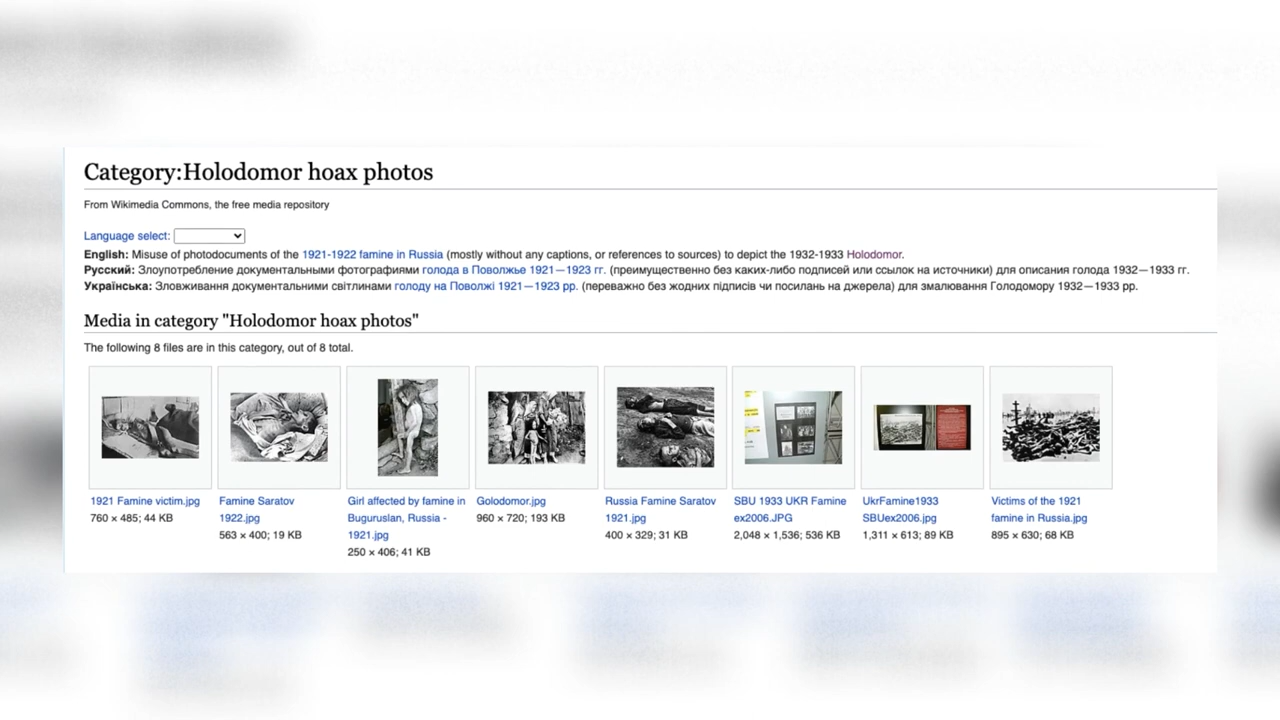 Category:Holodomor hoax photos
From Wikimedia Commons, the free media repository
Language select:
English: Misuse of photodocuments of the 1921-1922 famine in Russia (mostly without any captions, or references to sources) to depict the 1932-1933 Holodomor.
Русский: Злоупотребление документальными фотографиями голода в Поволжье 1921—1923 гг. (преимущественно без каких-либо подписей или ссылок на источники) для описания голода 1932—1933 гг.
Українська: Зловживання документальними світлинами голоду на Поволжі 1921—1923 рр. (переважно без жодних підписів чи посилань на джерела) для змалювання Голодомору 1932—1933 рр.
Media in category "Holodomor hoax photos"
The following 8 files are in this category, out of 8 total.
1921 Famine victim.jpg
760 × 485; 44 KB
Famine Saratov
1922.jpg
563 × 400; 19 KB
Girl affected by famine in
Buguruslan, Russia -
1921.jpg
250 × 406; 41 KB
Golodomor.jpg
960 × 720; 193 KB
Russia Famine Saratov
1921.jpg
400 × 329; 31 KB
SBU 1933 UKR Famine
ex2006.JPG
2,048 × 1,536; 536 KB
UkrFamine1933
SBUex2006.jpg
1,311 × 613; 89 KB
Victims of the 1921
famine in Russia.jpg
895 × 630; 68 KB